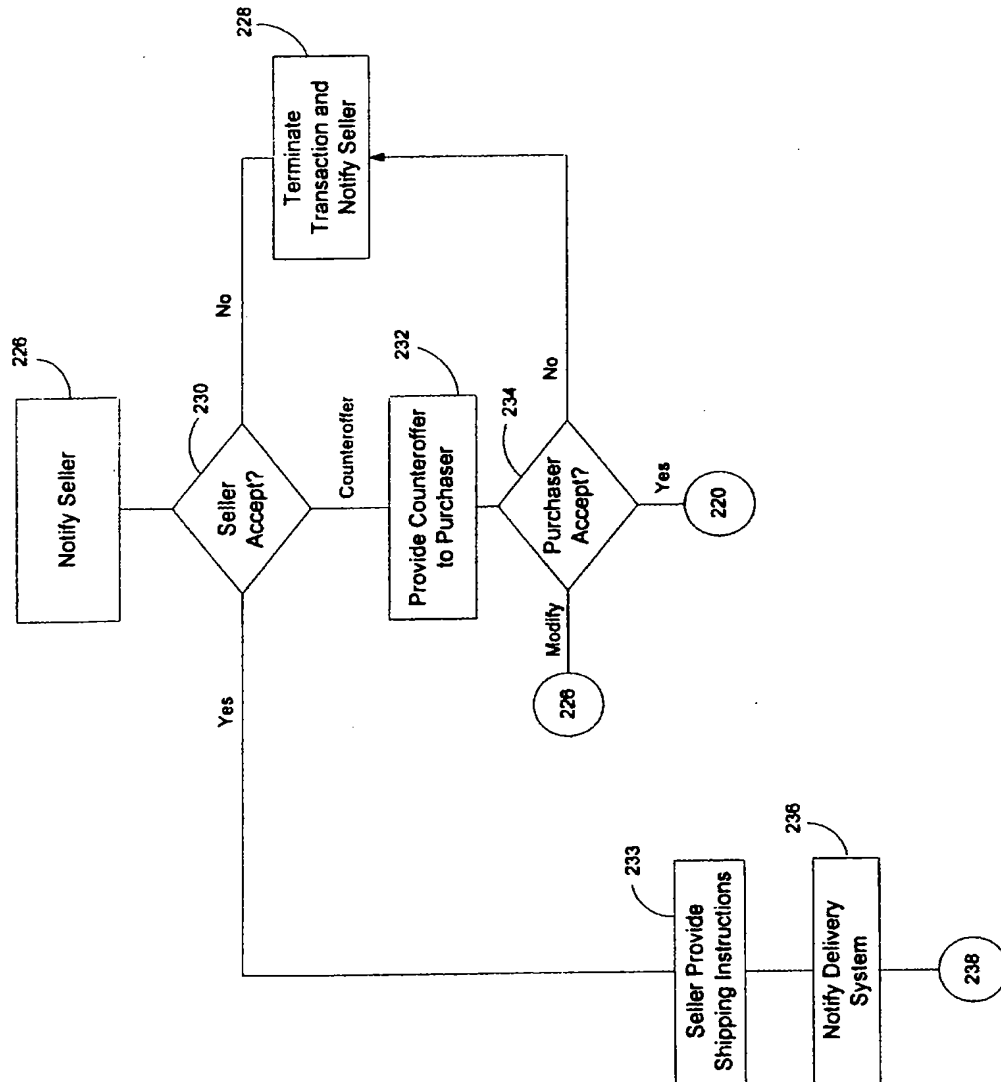 226
Notify Seller
230
Seller
Accept?
Yes
No
228
Terminate
Transaction and
Notify Seller
Counteroffer
232
Provide Counteroffer
to Purchaser
234
Purchaser
Accept?
No
Modify
226
Yes
220
233
Seller Provide
Shipping Instructions
236
Notify Delivery
System
238